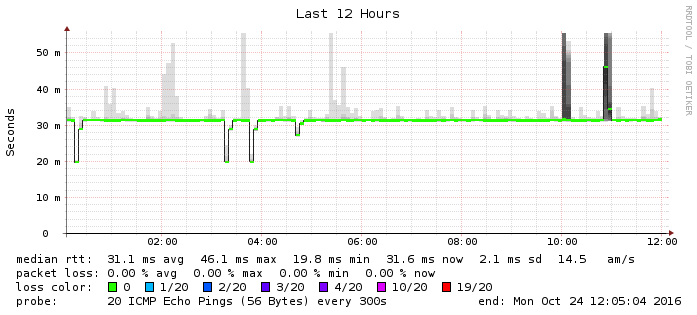 Last 12 Hours
RRDTOOL / TOBI OETIKER
Seconds
50 m
40 m
30 m
20 m
10 m
0
02:00 04:00 06:00 08:00 10:00 12:00
median rtt: 31.1 ms avg 46.1 ms max 19.8 ms min 31.6 ms now 2.1 ms sd 14.5 am/s
packet loss: 0.00 % avg 0.00 % max 0.00 % min 0.00 % now
loss color: 0 1/20 2/20 3/20 4/20 10/20 19/20
probe: 20 ICMP Echo Pings (56 Bytes) every 300s end: Mon Oct 24 12:05:04 2016